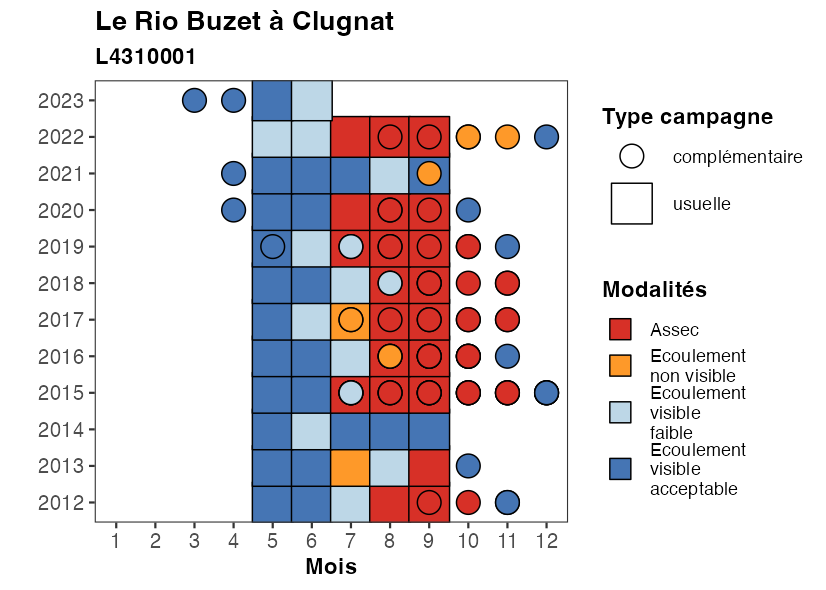 Le Rio Buzet à Clugnat
L4310001
2023
2022
2021
2020
2019
2018
2017
2016
2015
2014
2013
2012
1 2 3 4 5 6 7 8 9 10 11 12
Mois
Type campagne
complémentaire
usuelle
Modalités
Assec
Ecoulement
non visible
Ecoulement
visible
faible
Ecoulement
visible
acceptable